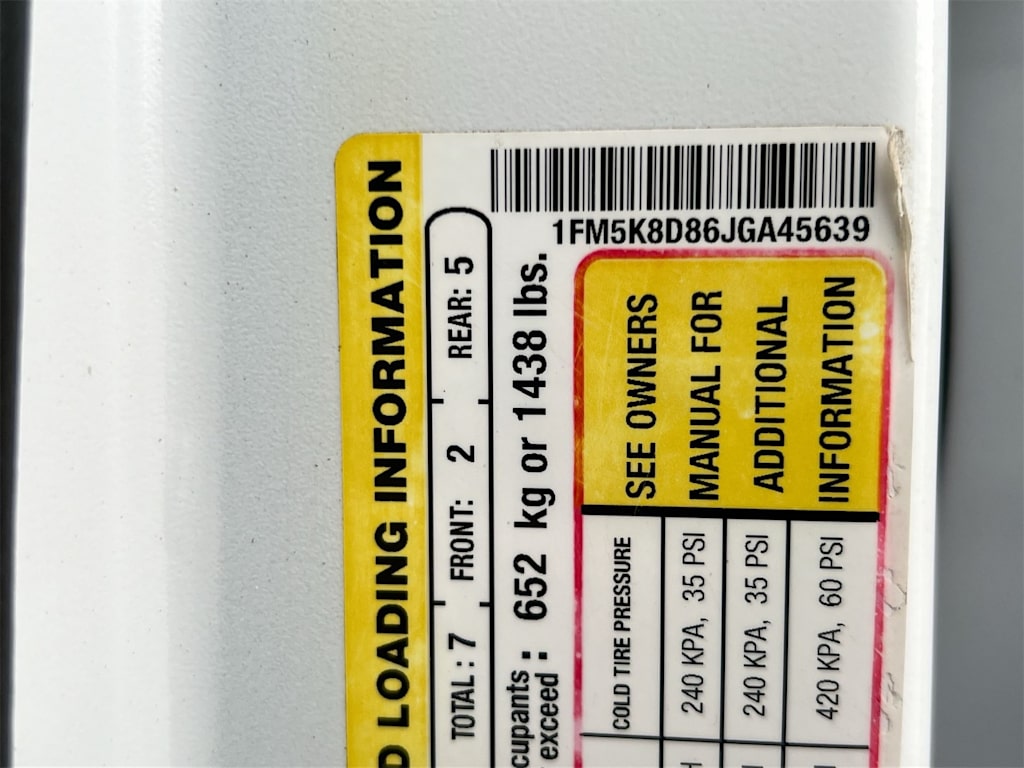 1FM5K8D86JGA45639
D LOADING INFORMATION
TOTAL : 7 FRONT: 2 REAR: 5
cupants
exceed : 652 kg or 1438 lbs.
COLD TIRE PRESSURE
240 KPA, 35 PSI
240 KPA, 35 PSI
420 KPA, 60 PSI
SEE OWNERS
MANUAL FOR
ADDITIONAL
INFORMATION